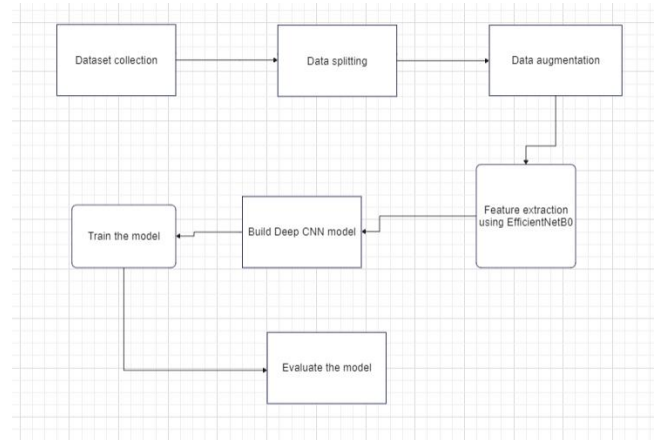 Dataset collection
Data splitting
Data augmentation
Feature extraction
using EfficientNetB0
Build Deep CNN model
Train the model
Evaluate the model